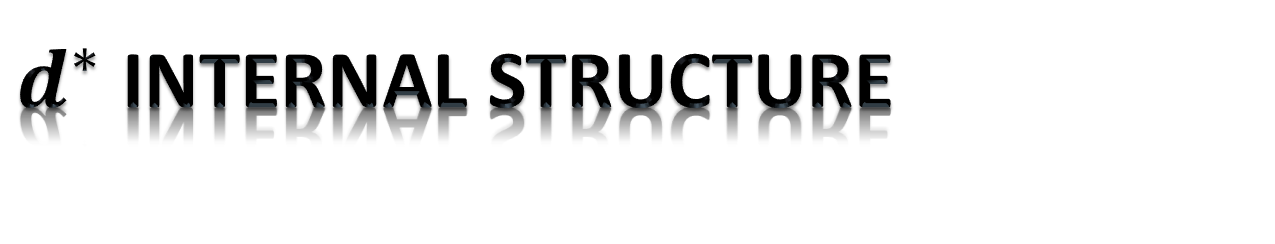 d* INTERNAL STRUCTURE